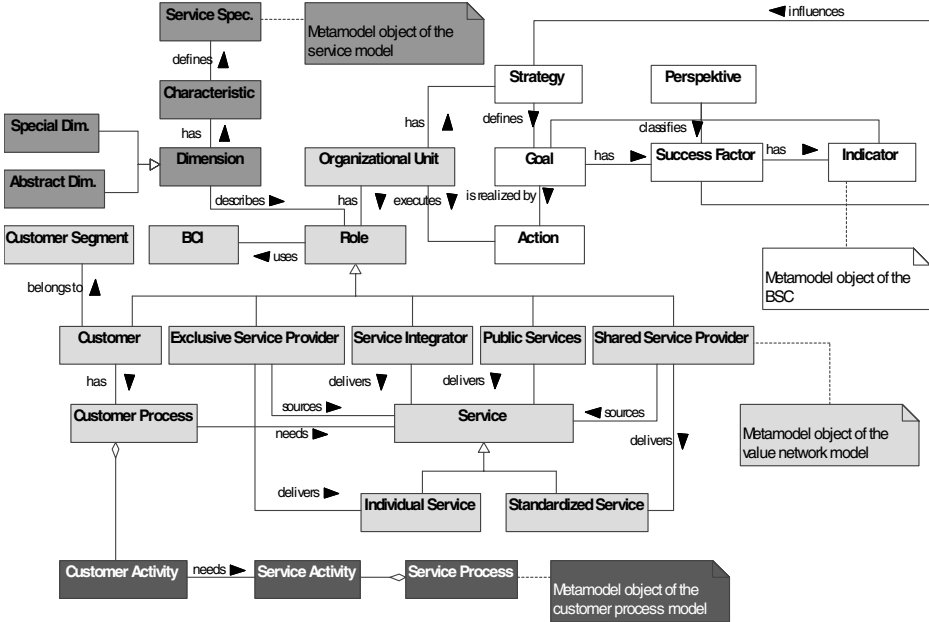 influences
Service Spec.
Metamodel object of the
service model
defines
Strategy
Perspektive
Characteristic
Special Dim.
has
has
defines
classifies
Dimension
Organizational Unit
Goal
has
Success Factor
has
Indicator
Abstract Dim.
describes
has
executes
is realized by
Customer Segment
BCI
Role
Action
uses
Metamodel object of the
BSC
belongs to
Customer
Exclusive Service Provider
Service Integrator
Public Services
Shared Service Provider
has
delivers
delivers
Customer Process
sources
Service
sources
needs
delivers
Metamodel object of the
value network model
delivers
Individual Service
Standardized Service
Customer Activity
needs
Service Activity
Service Process
Metamodel object of the
customer process model